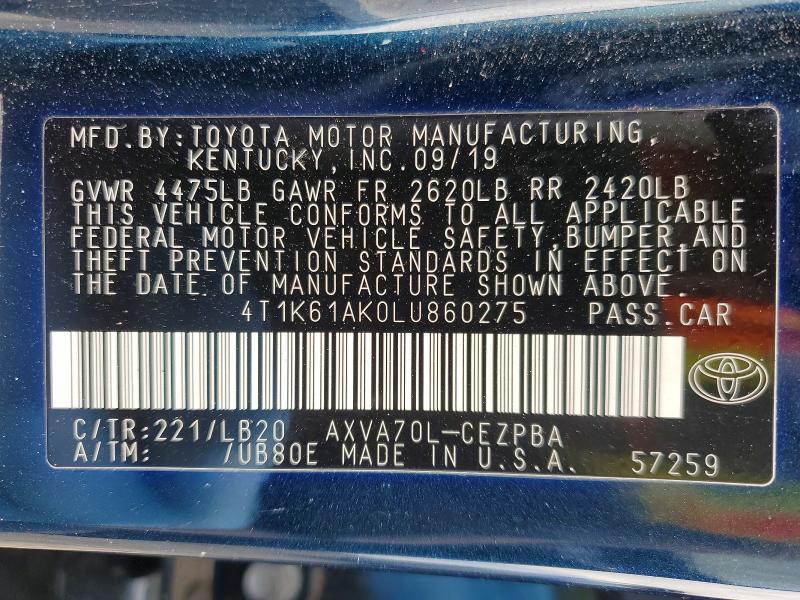 MFD.BY:TOYOTA MOTOR MANUFACTURING,
KENTUCKY,INC.09/19
GVWR 4475LB GAWR FR 2620LB RR 2420LB
THIS VEHICLE CONFORMS TO ALL APPLICABLE
FEDERAL MOTOR VEHICLE SAFETY,BUMPER,AND
THEFT PREVENTION STANDARDS IN EFFECT ON
THE DATE OF MANUFACTURE SHOWN ABOVE.
4T1K61AK0LU860275 PASS.CAR
C/TR:221/LB20 AXVA70L-CEZPBA
A/TM: /UB80E MADE IN U.S.A. 57259